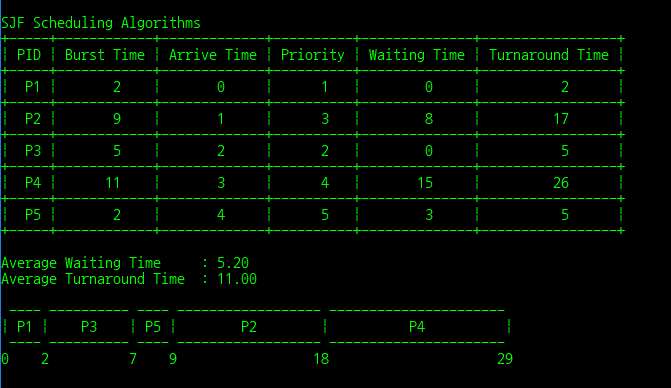 SJF Scheduling Algorithms
| PID | Burst Time | Arrive Time | Priority | Waiting Time | Turnaround Time |
| P1 | 2 | 0 | 1 | 0 | 2 |
| P2 | 9 | 1 | 3 | 8 | 17 |
| P3 | 5 | 2 | 2 | 0 | 5 |
| P4 | 11 | 3 | 4 | 15 | 26 |
| P5 | 2 | 4 | 5 | 3 | 5 |
Average Waiting Time : 5.20
Average Turnaround Time : 11.00
| P1 | P3 | P5 | P2 | P4 |
0 2 7 9 18 29